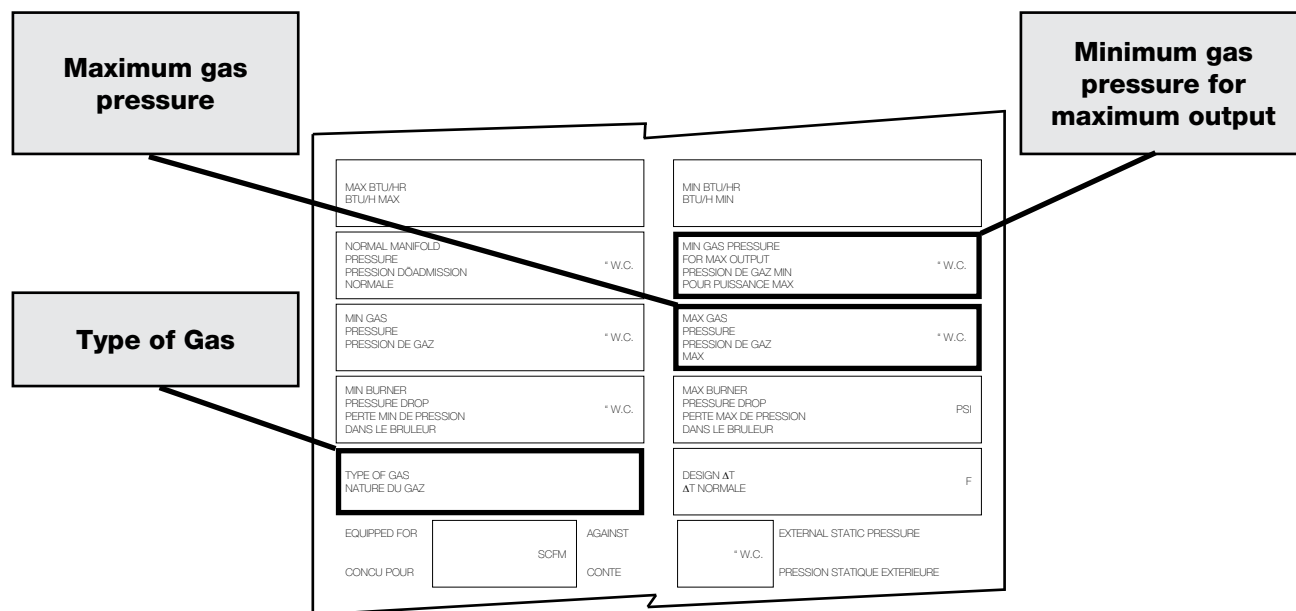 Maximum gas
pressure
Minimum gas
pressure for
maximum output
Type of Gas
MAX BTU/HR
BTU/H MAX
MIN BTU/HR
BTU/H MIN
NORMAL MANIFOLD
PRESSURE
PRESSION DÕADMISSION
NORMALE
" W.C.
MIN GAS PRESSURE
FOR MAX OUTPUT
PRESSION DE GAZ MIN
POUR PUISSANCE MAX
" W.C.
MIN GAS
PRESSURE
PRESSION DE GAZ
" W.C.
MAX GAS
PRESSURE
PRESSION DE GAZ
MAX
" W.C.
MIN BURNER
PRESSURE DROP
PERTE MIN DE PRESSION
DANS LE BRULEUR
" W.C.
MAX BURNER
PRESSURE DROP
PERTE MAX DE PRESSION
DANS LE BRULEUR
PSI
TYPE OF GAS
NATURE DU GAZ
DESIGN ΔT
ΔT NORMALE
F
EQUIPPED FOR
CONCU POUR
SCFM
AGAINST
CONTE
" W.C.
EXTERNAL STATIC PRESSURE
PRESSION STATIQUE EXTERIEURE